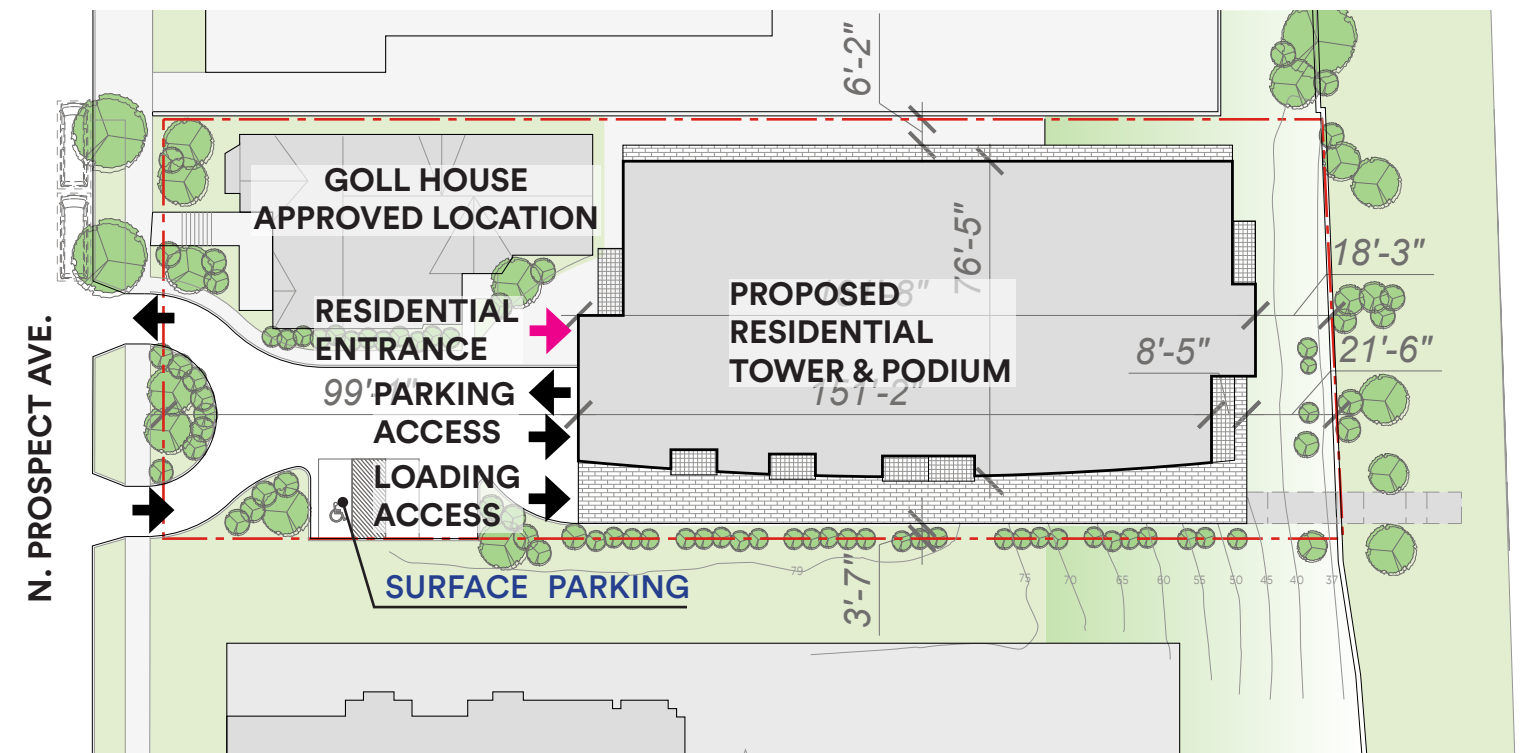 6'-2"
GOLL HOUSE
APPROVED LOCATION
76'-5"
18'-3"
RESIDENTIAL
ENTRANCE
PROPOSED
RESIDENTIAL
TOWER & PODIUM
8'-5"
21'-6"
N. PROSPECT AVE.
PARKING
ACCESS
151'-2"
LOADING
ACCESS
SURFACE PARKING
3'-7"
79
75
70
65
60
55
50
45
40
37